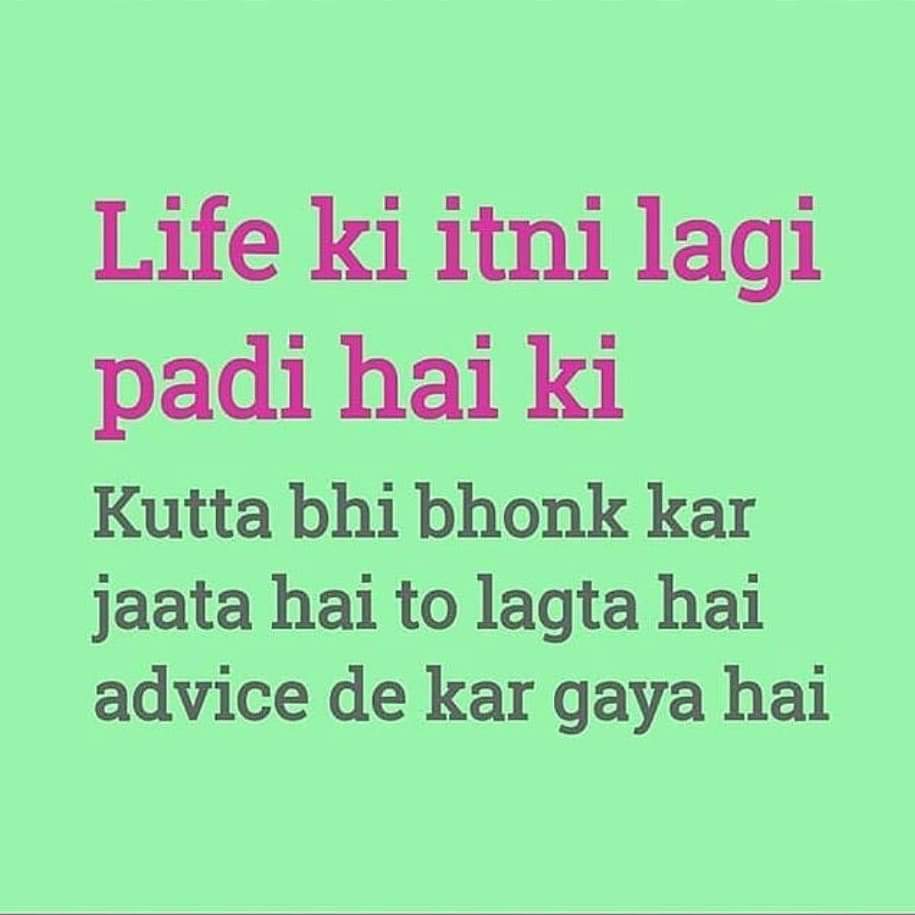 Life ki itni lagi
padi hai ki
Kutta bhi bhonk kar
jaata hai to lagta hai
advice de kar gaya hai